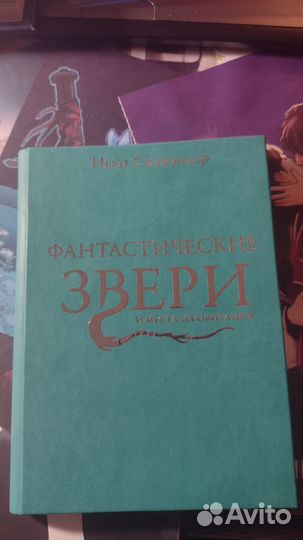 Ньют Саламандер
ФАНТАСТИЧЕСКИЕ
ЗВЕРИ
И МЕСТА ИХ ОБИТАНИЯ
Avito